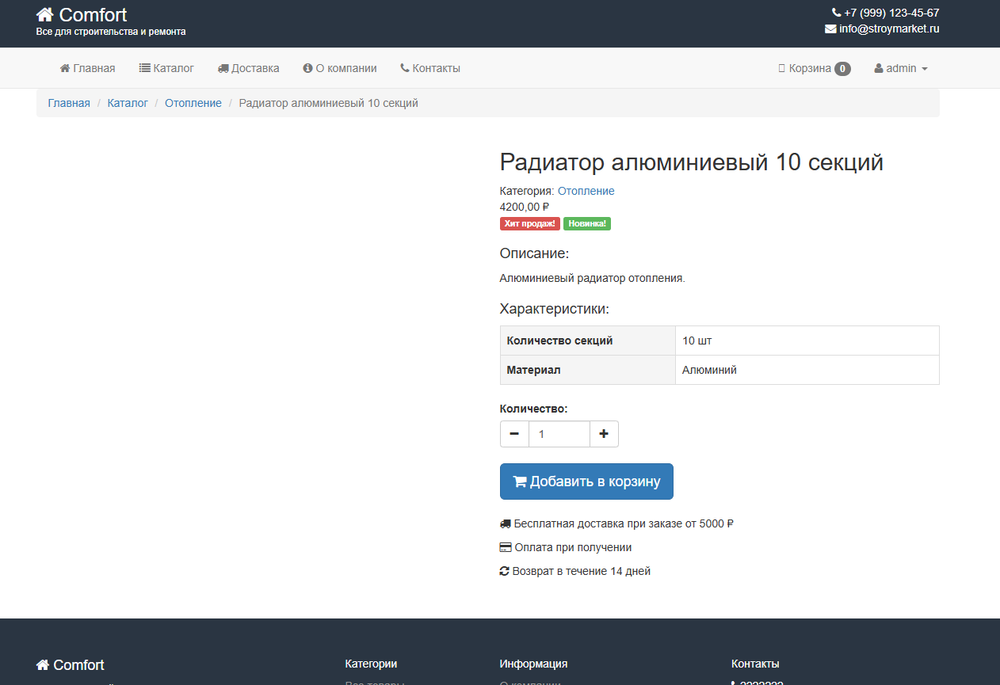 Comfort
Все для строительства и ремонта
+7 (999) 123-45-67
info@stroymarket.ru
Главная
Каталог
Доставка
О компании
Контакты
Корзина 0
admin
Главная / Каталог / Отопление / Радиатор алюминиевый 10 секций
Радиатор алюминиевый 10 секций
Категория: Отопление
4200,00 ₽
Хит продаж! Новинка!
Описание:
Алюминиевый радиатор отопления.
Характеристики:
Количество секций 10 шт
Материал Алюминий
Количество:
1
Добавить в корзину
Бесплатная доставка при заказе от 5000 ₽
Оплата при получении
Возврат в течение 14 дней
Comfort
Категории
Информация
Контакты
Все товары
О компании